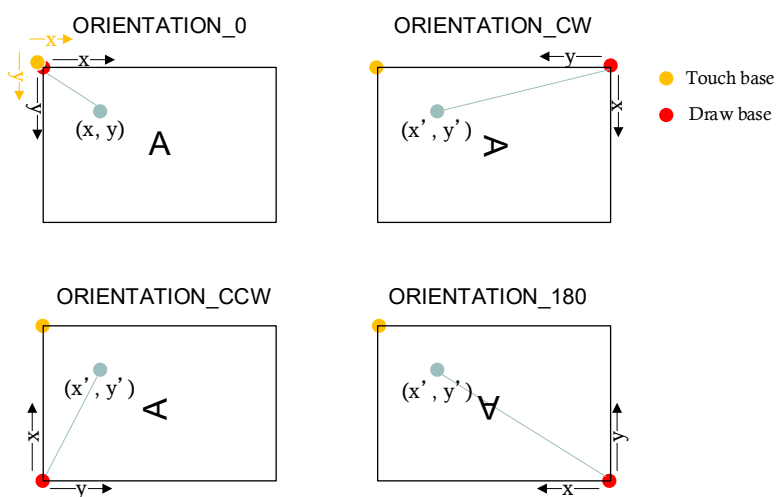 ORIENTATION_0
x
x
y
y
(x, y)
A
ORIENTATION_CW
y
x
(x', y')
A
Touch base
Draw base
ORIENTATION_CCW
(x', y')
A
x
y
ORIENTATION_180
(x', y')
A
y
x